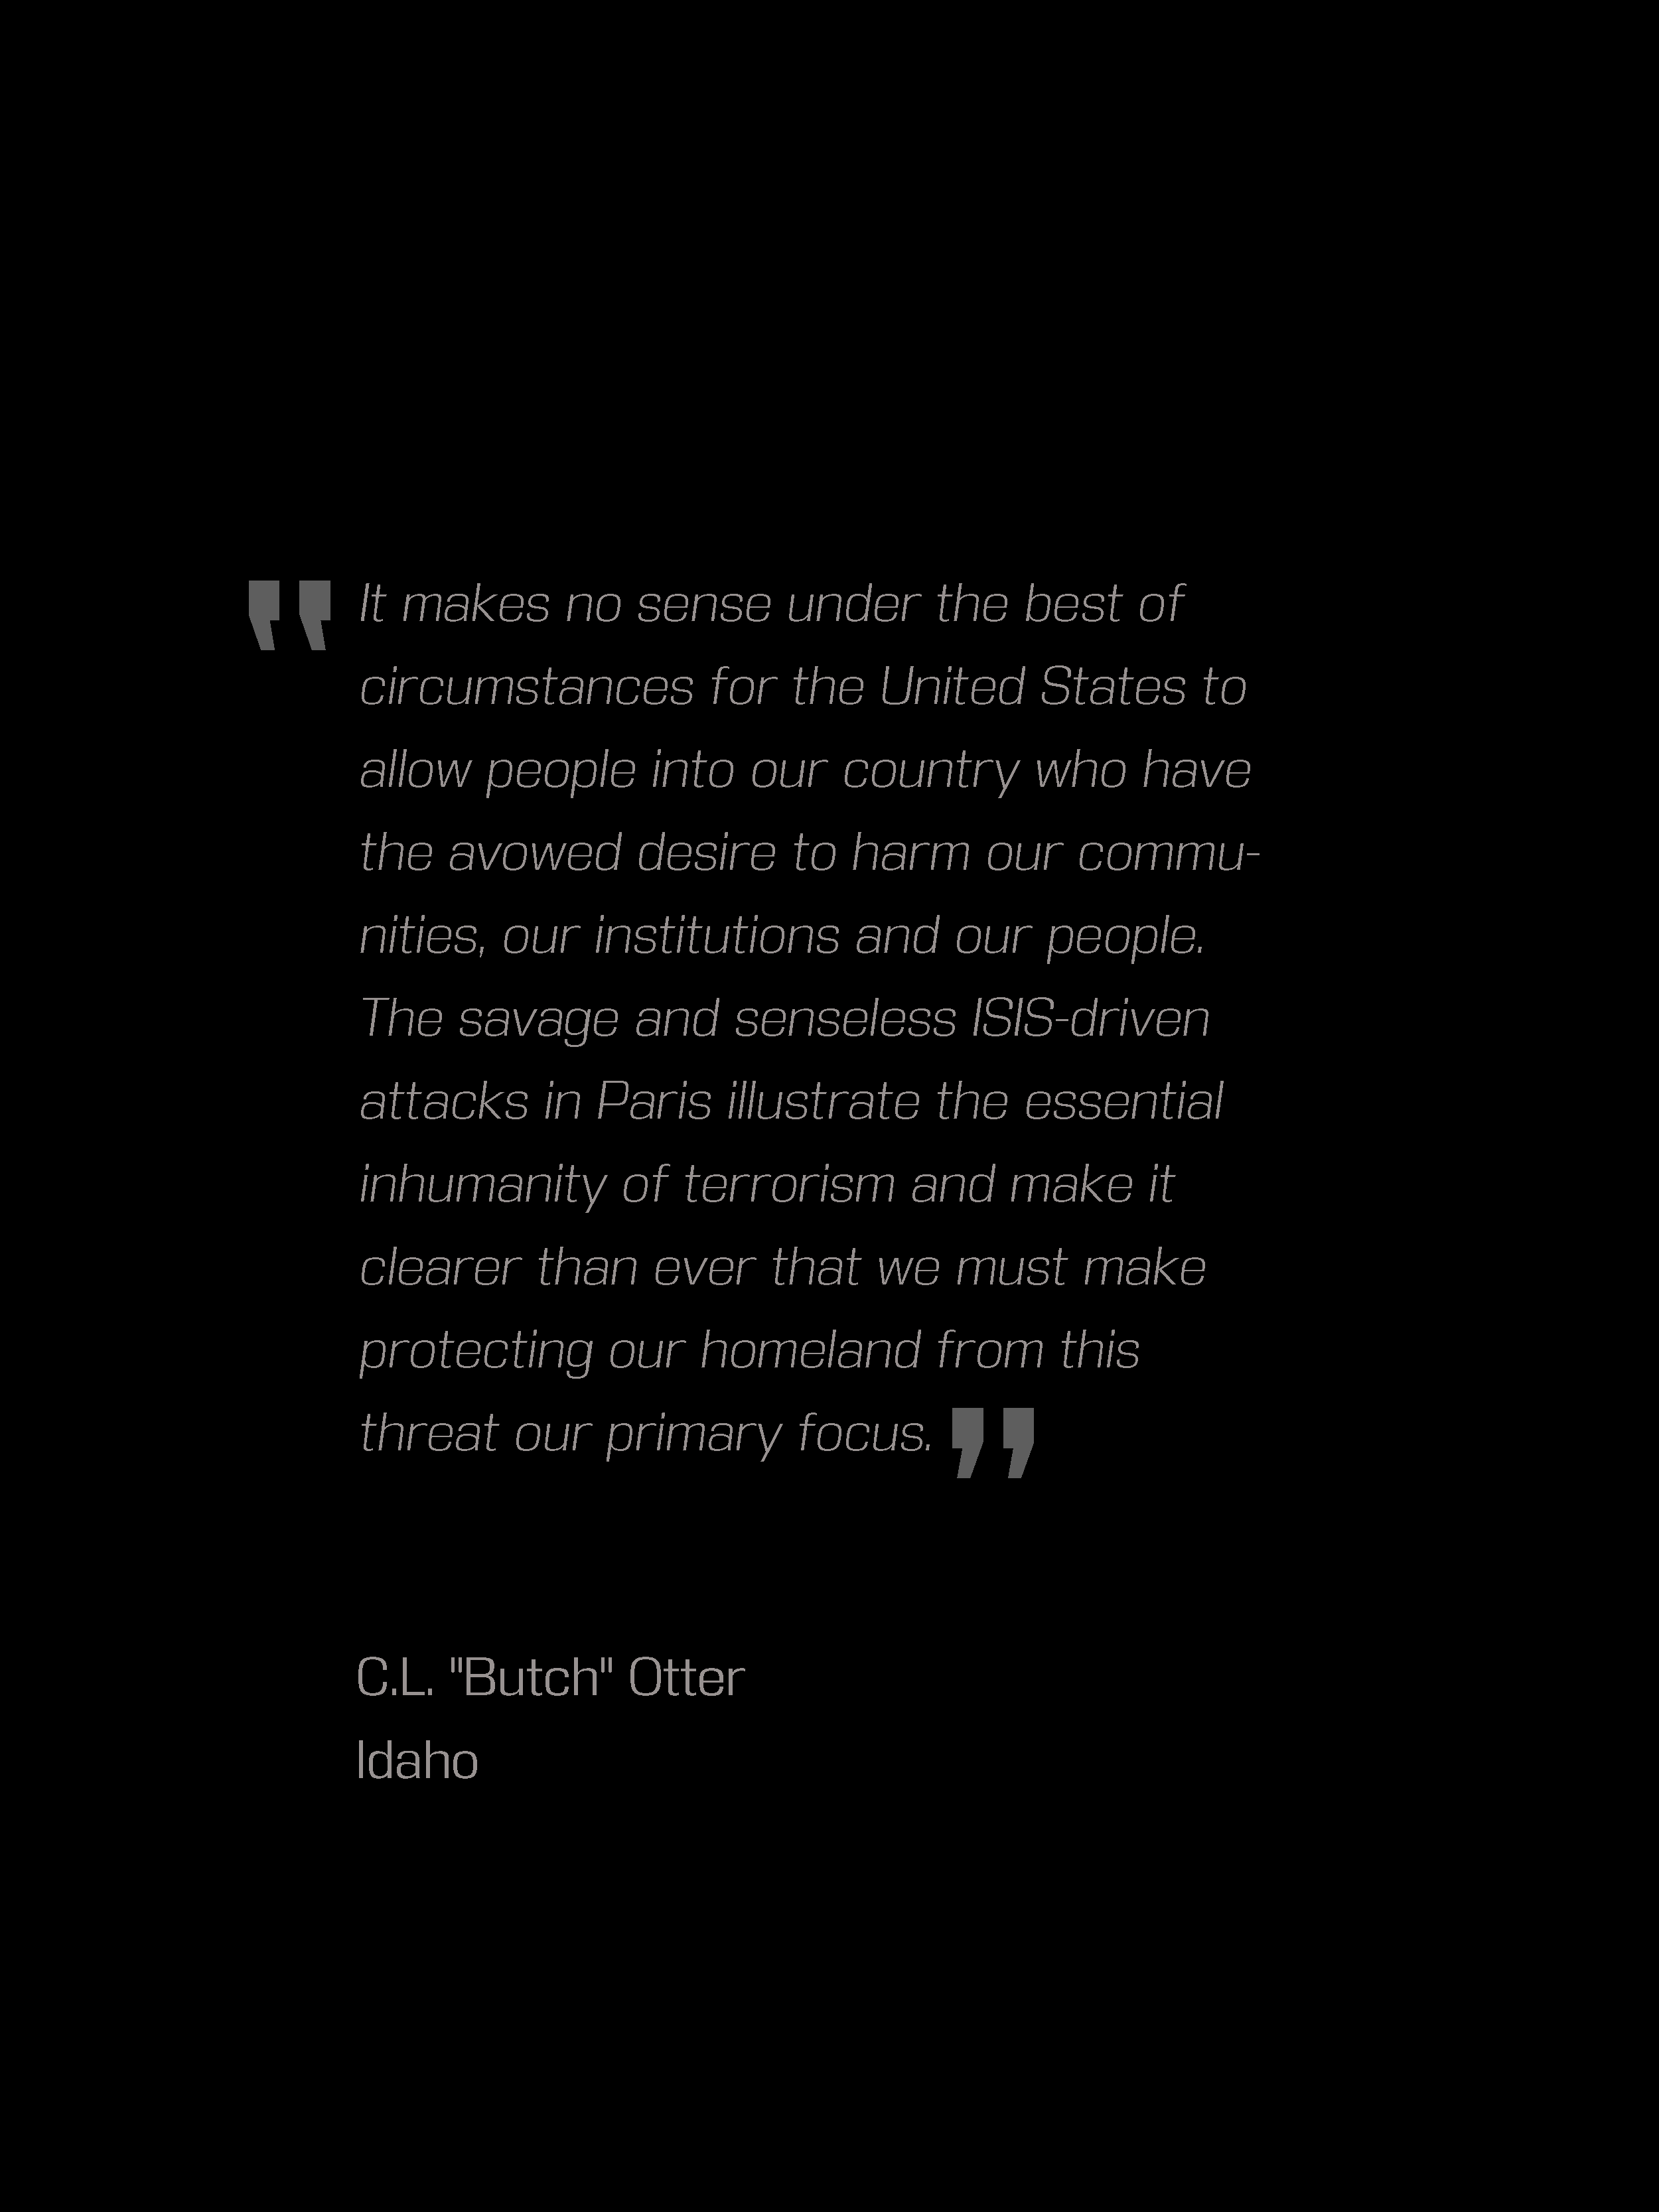 "It makes no sense under the best of
circumstances for the United States to
allow people into our country who have
the avowed desire to harm our commu-
nities, our institutions and our people.
The savage and senseless ISIS-driven
attacks in Paris illustrate the essential
inhumanity of terrorism and make it
clearer than ever that we must make
protecting our homeland from this
threat our primary focus."
C.L. "Butch" Otter
Idaho